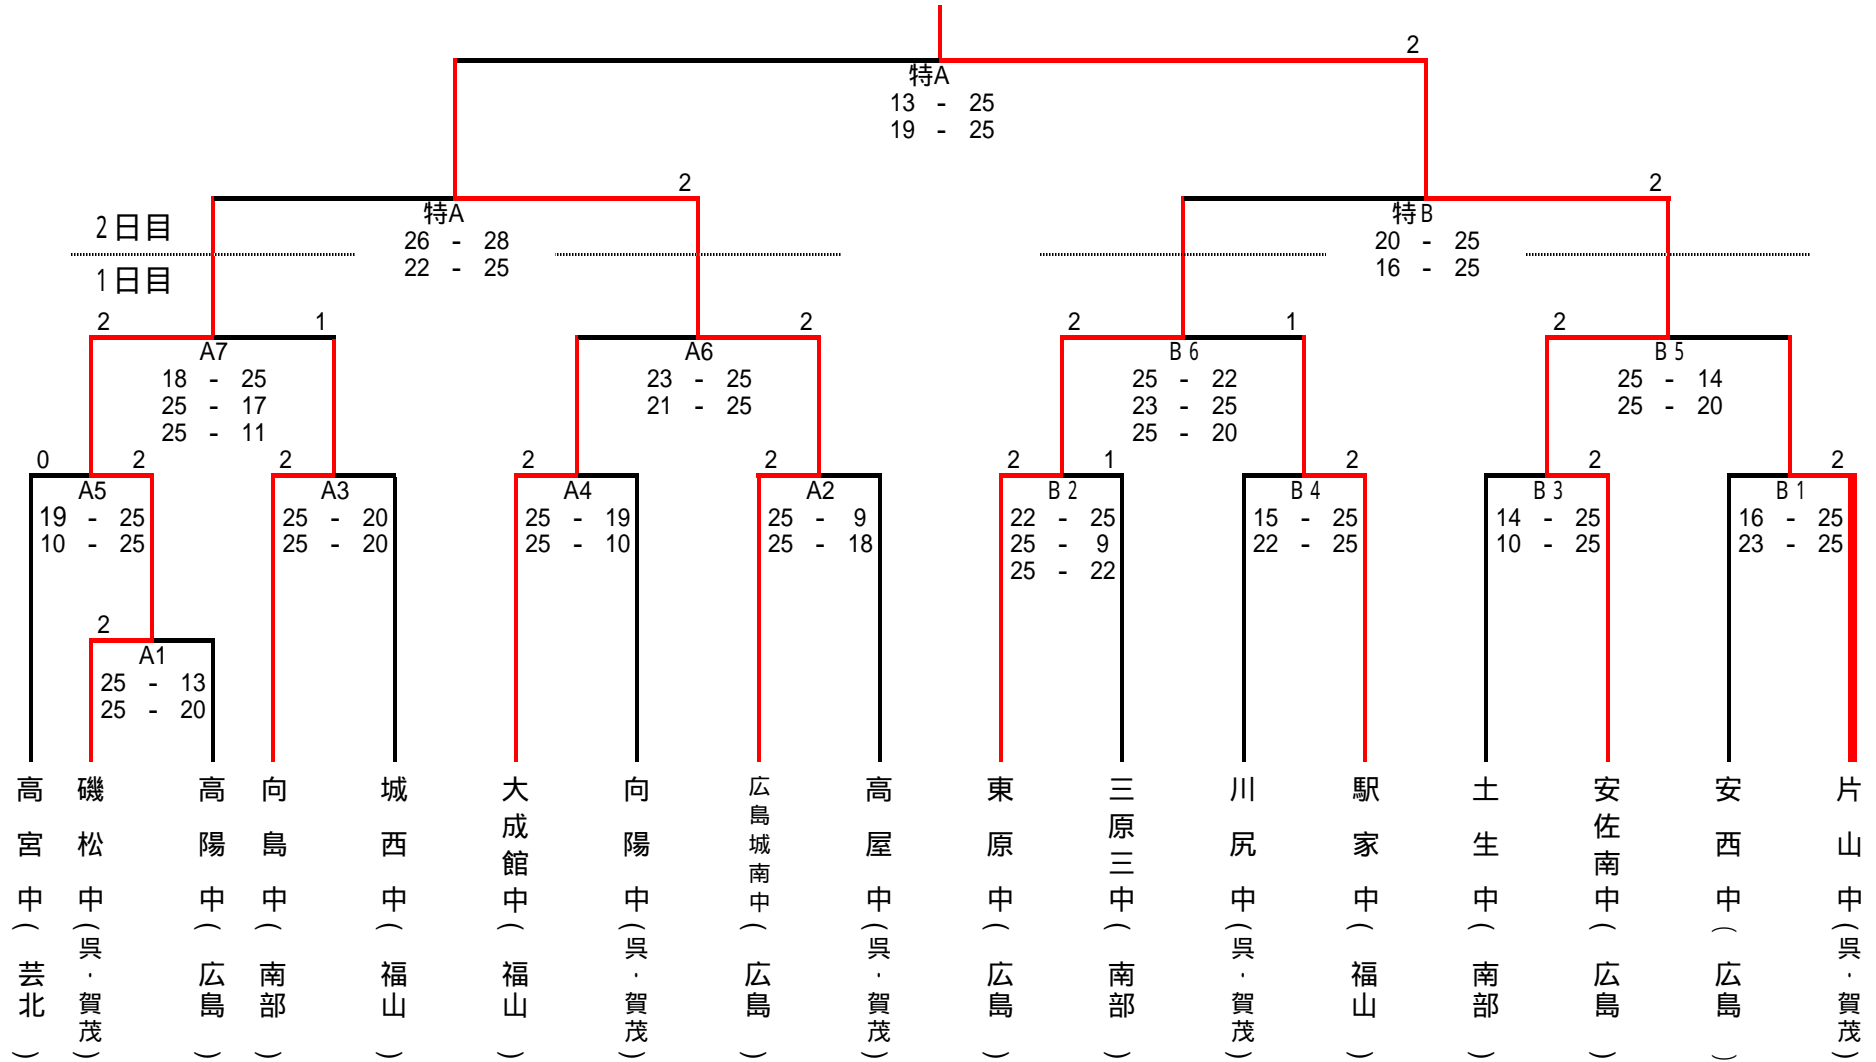 2
特A
13 - 25
19 - 25
2
2
特A
26 - 28
22 - 25
特B
20 - 25
16 - 25
2日目
1日目
2 1
A7
18 - 25
25 - 17
25 - 11
2
A6
23 - 25
21 - 25
2 1
B6
25 - 22
23 - 25
25 - 20
2
B5
25 - 14
25 - 20
0 2
A5
19 - 25
10 - 25
2
A3
25 - 20
25 - 20
2
A4
25 - 19
25 - 10
2
A2
25 - 9
25 - 18
2 1
B2
22 - 25
25 - 9
25 - 22
2
B4
15 - 25
22 - 25
2
B3
14 - 25
10 - 25
2
B1
16 - 25
23 - 25
2
A1
25 - 13
25 - 20
高宮中(芸北)
磯松中(呉・賀茂)
高陽中(広島)
向島中(南部)
城西中(福山)
大成館中(福山)
向陽中(呉・賀茂)
広島城南中(広島)
高屋中(呉・賀茂)
東原中(広島)
三原三中(南部)
川尻中(呉・賀茂)
駅家中(福山)
土生中(南部)
安佐南中(広島)
安西中(広島)
片山中(呉・賀茂)